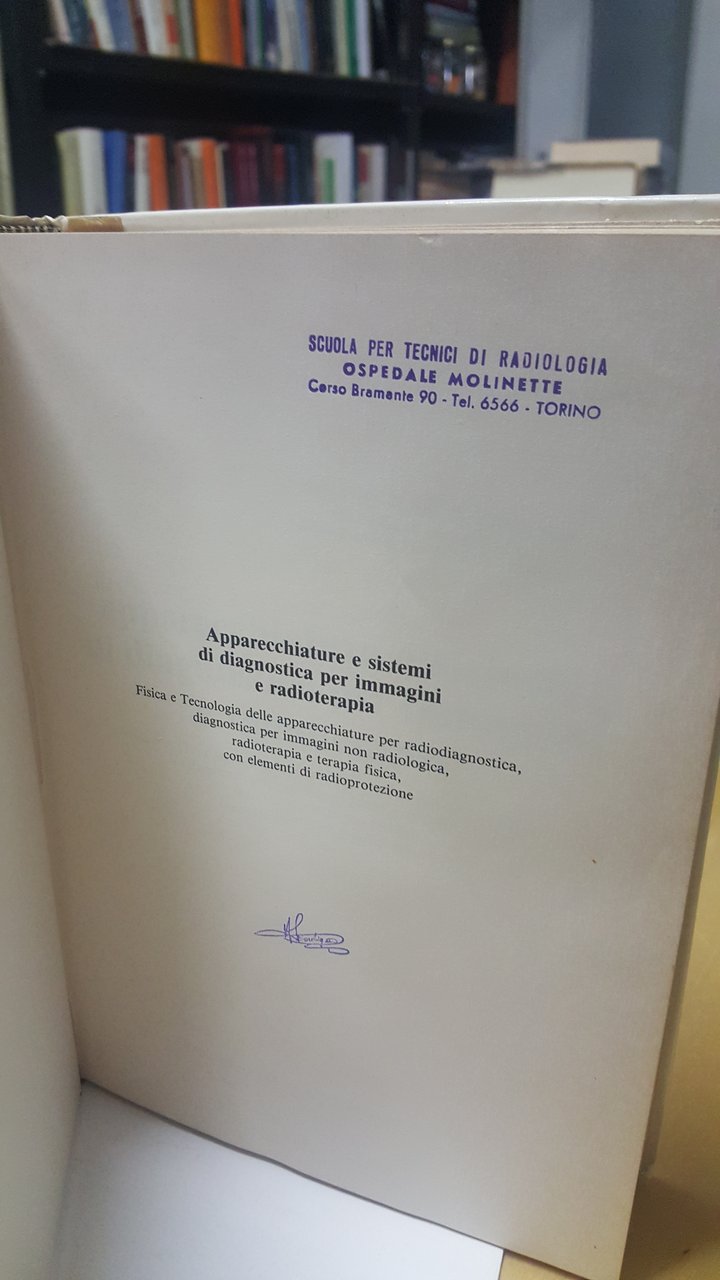 SCUOLA PER TECNICI DI RADIOLOGIA
OSPEDALE MOLINETTE
Corso Bramante 90 - Tel. 6566 - TORINO
Apparecchiature e sistemi
di diagnostica per immagini
e radioterapia
Fisica e Tecnologia delle apparecchiature per radiodiagnostica,
diagnostica per immagini non radiologica,
radioterapia e terapia fisica,
con elementi di radioprotezione